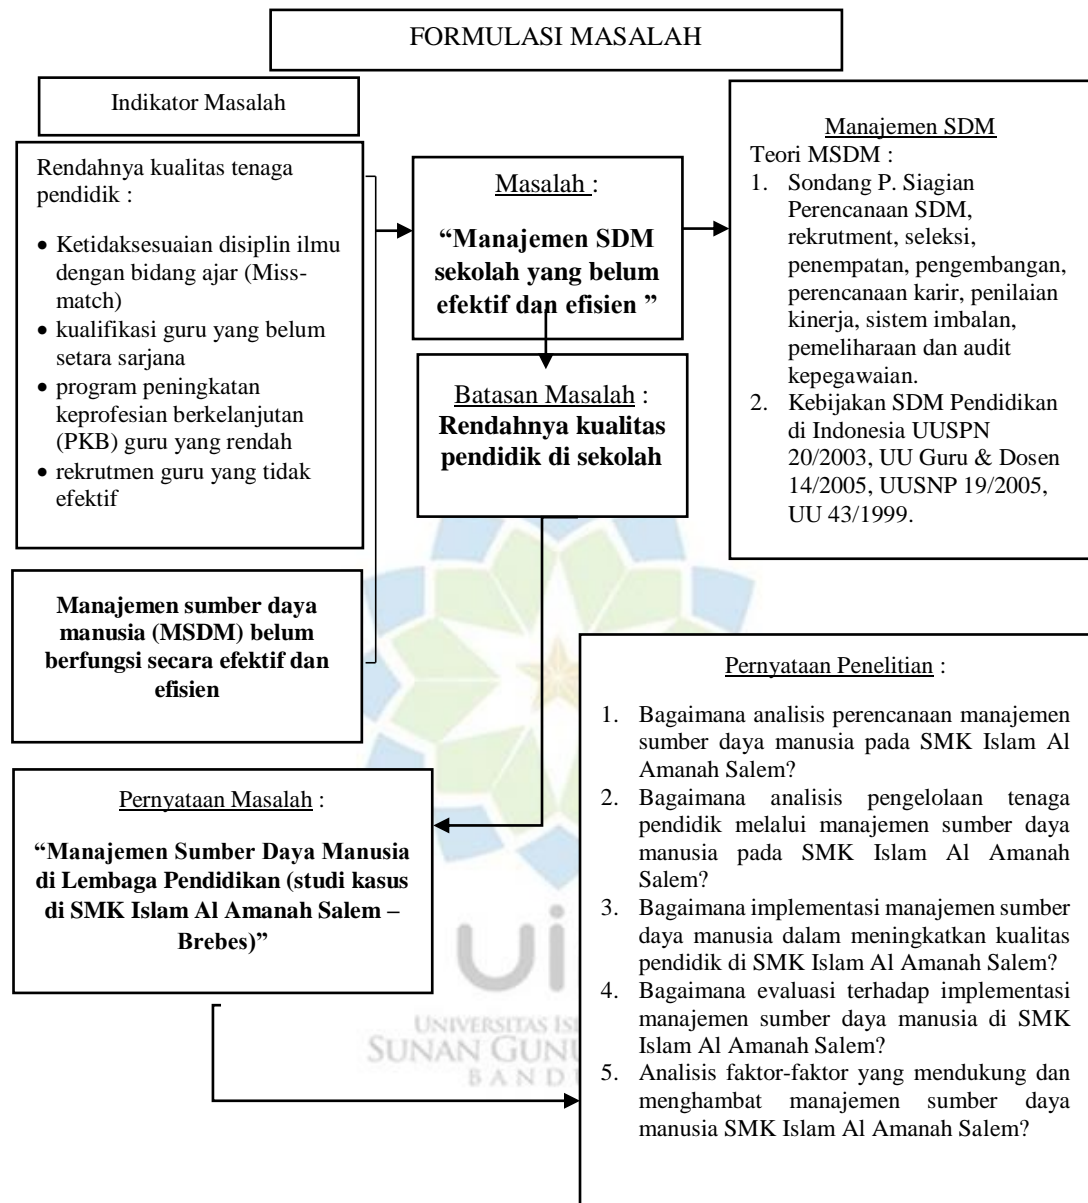 FORMULASI MASALAH
Indikator Masalah
Rendahnya kualitas tenaga
pendidik :
• Ketidaksesuaian disiplin ilmu
dengan bidang ajar (Miss-
match)
• kualifikasi guru yang belum
setara sarjana
• program peningkatan
keprofesian berkelanjutan
(PKB) guru yang rendah
• rekrutmen guru yang tidak
efektif
Manajemen sumber daya
manusia (MSDM) belum
berfungsi secara efektif dan
efisien
Masalah :
“Manajemen SDM
sekolah yang belum
efektif dan efisien ”
Batasan Masalah :
Rendahnya kualitas
pendidik di sekolah
Manajemen SDM
Teori MSDM :
1. Sondang P. Siagian
Perencanaan SDM,
rekrutment, seleksi,
penempatan, pengembangan,
perencanaan karir, penilaian
kinerja, sistem imbalan,
pemeliharaan dan audit
kepegawaian.
2. Kebijakan SDM Pendidikan
di Indonesia UUSPN
20/2003, UU Guru & Dosen
14/2005, UUSNP 19/2005,
UU 43/1999.
Pernyataan Masalah :
“Manajemen Sumber Daya Manusia
di Lembaga Pendidikan (studi kasus
di SMK Islam Al Amanah Salem –
Brebes)”
Pernyataan Penelitian :
1. Bagaimana analisis perencanaan manajemen
sumber daya manusia pada SMK Islam Al
Amanah Salem?
2. Bagaimana analisis pengelolaan tenaga
pendidik melalui manajemen sumber daya
manusia pada SMK Islam Al Amanah
Salem?
3. Bagaimana implementasi manajemen sumber
daya manusia dalam meningkatkan kualitas
pendidik di SMK Islam Al Amanah Salem?
4. Bagaimana evaluasi terhadap implementasi
manajemen sumber daya manusia di SMK
Islam Al Amanah Salem?
5. Analisis faktor-faktor yang mendukung dan
menghambat manajemen sumber daya
manusia SMK Islam Al Amanah Salem?
UNIVERSITAS
SUNAN